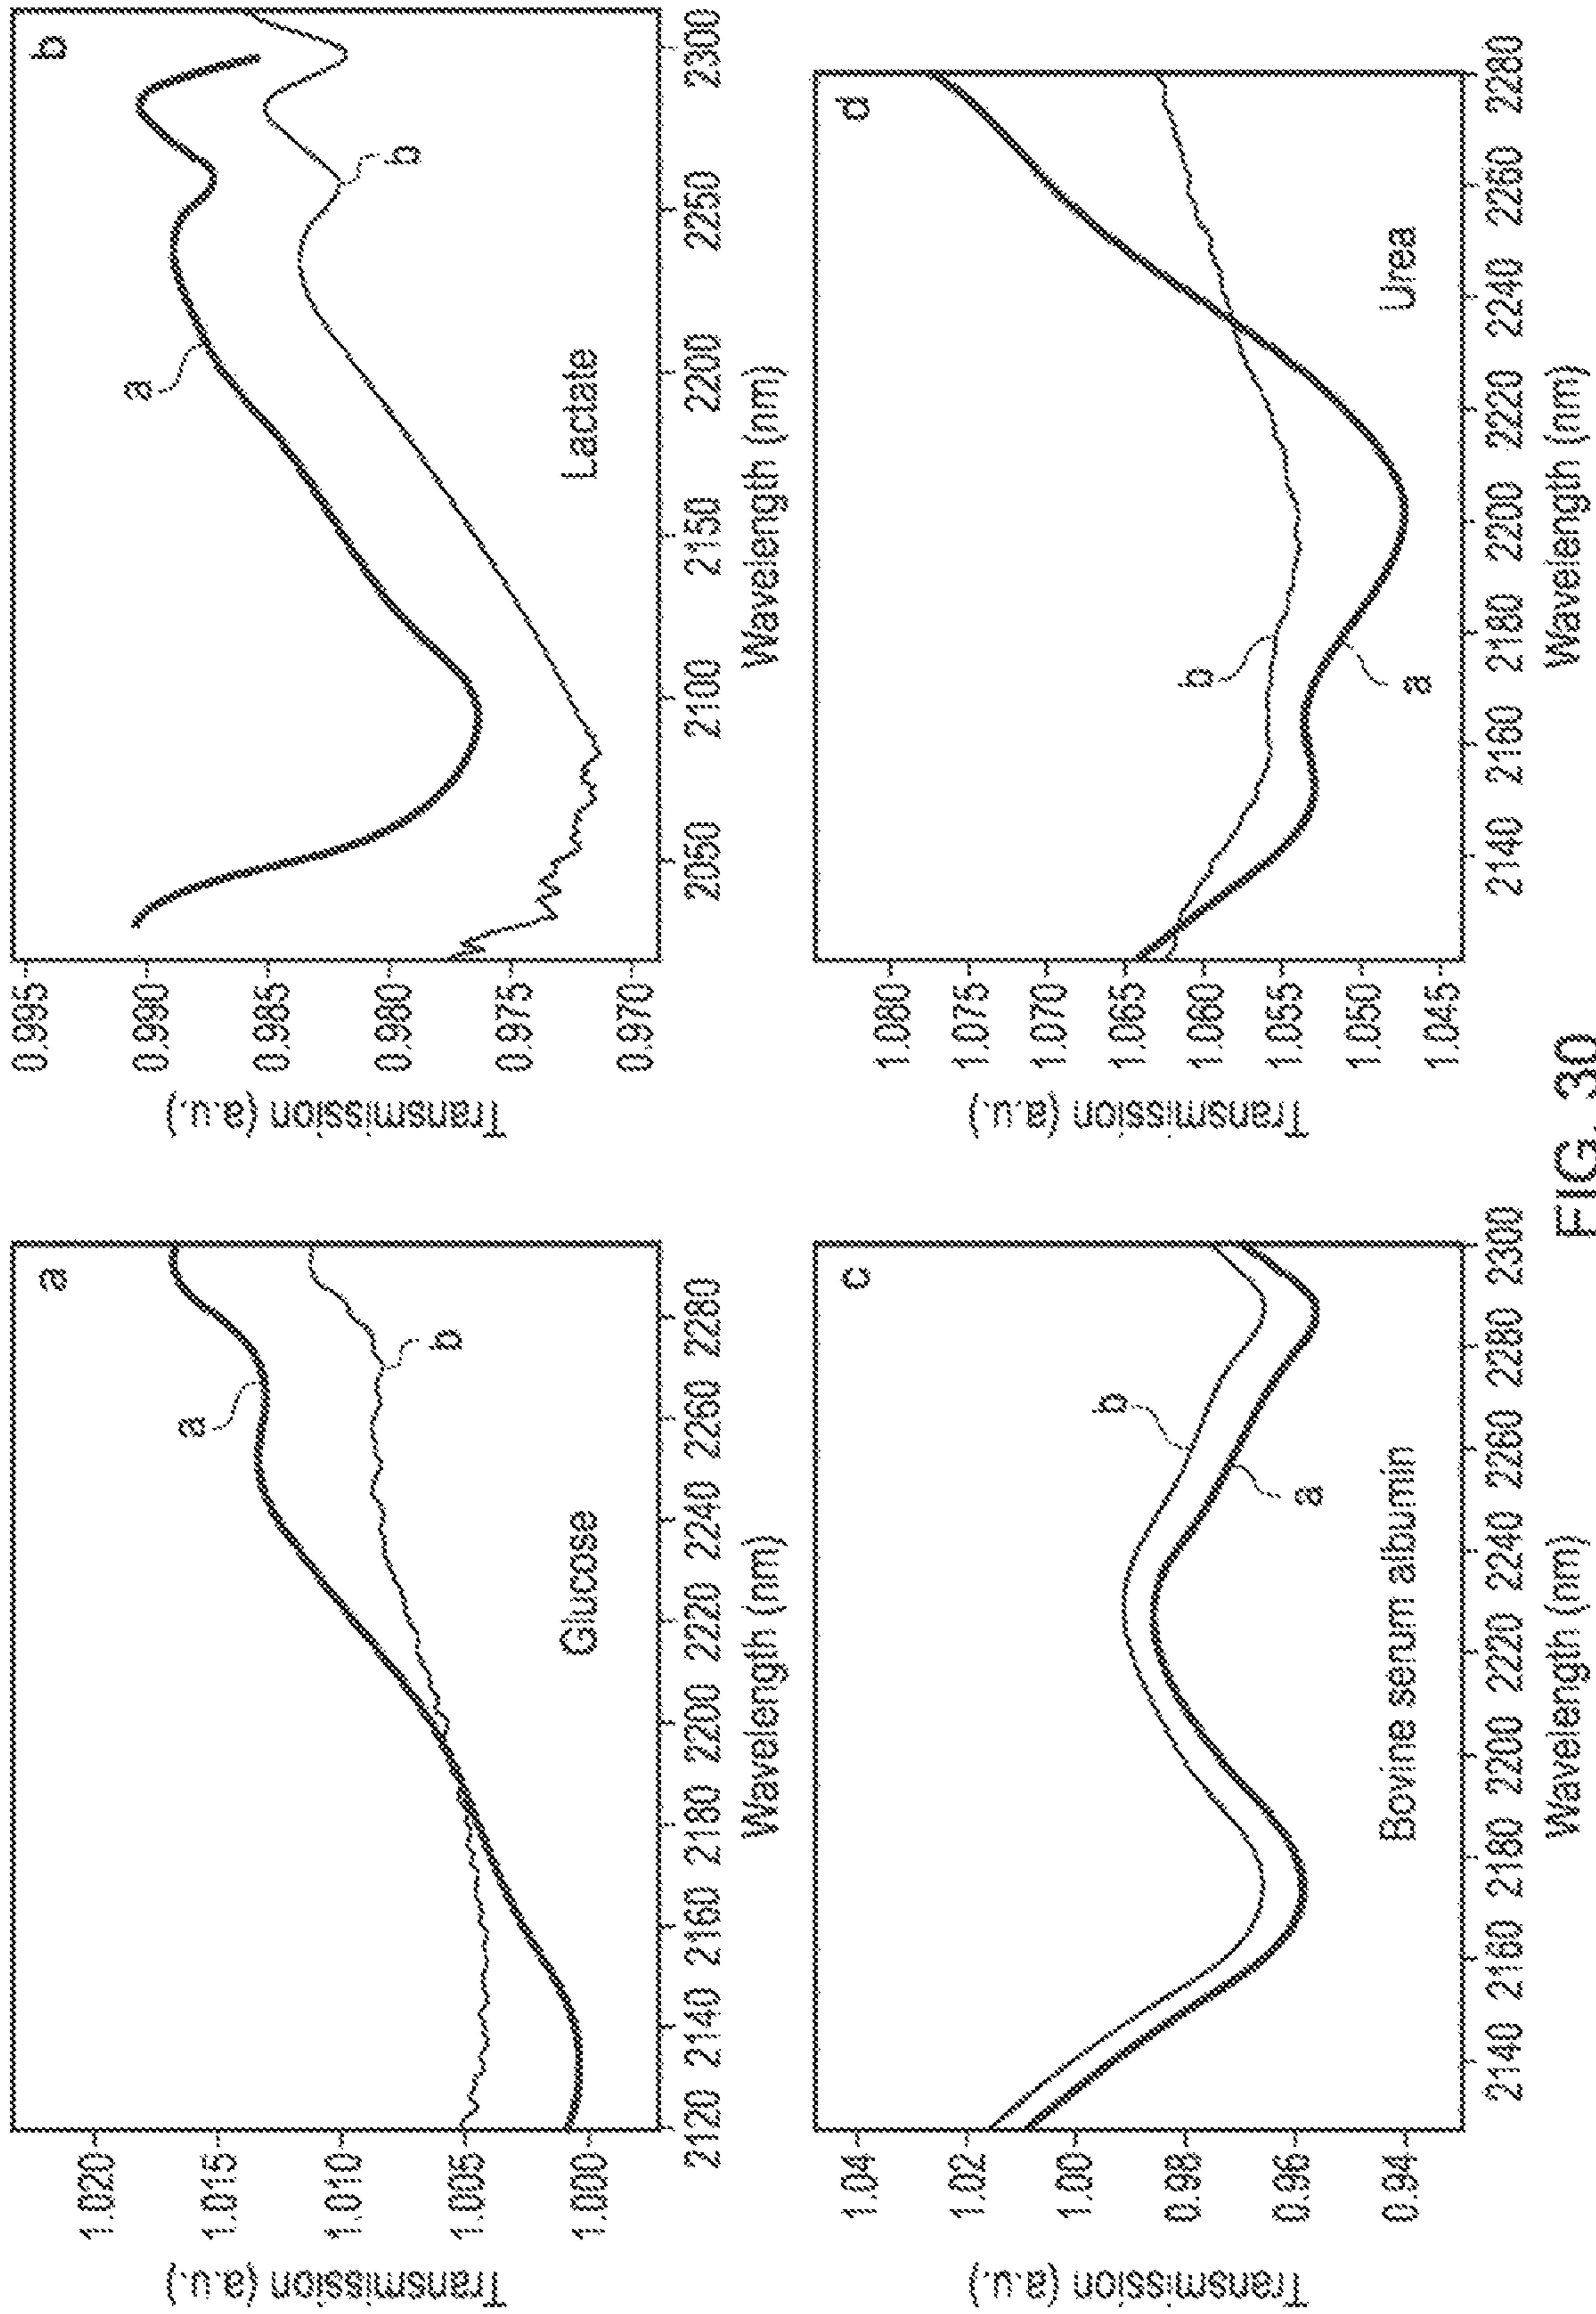 a
Transmission (a.u.)
1.020
1.015
1.010
1.005
1.000
a
b
Glucose
2120 2140 2160 2180 2200 2220 2240 2260 2280
Wavelength (nm)
b
Transmission (a.u.)
0.995
0.990
0.985
0.980
0.975
0.970
a
b
Lactate
2050 2100 2150 2200 2250 2300
Wavelength (nm)
c
Transmission (a.u.)
1.04
1.02
1.00
0.98
0.96
0.94
b
a
Bovine serum albumin
2140 2160 2180 2200 2220 2240 2260 2280 2300
Wavelength (nm)
d
Transmission (a.u.)
1.080
1.075
1.070
1.065
1.060
1.055
1.050
1.045
b
a
Urea
2140 2160 2180 2200 2220 2240 2260 2280
Wavelength (nm)
FIG. 30